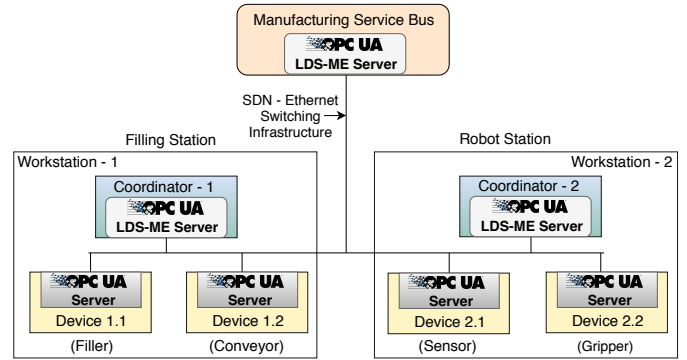 Manufacturing Service Bus
OPC UA
LDS-ME Server
SDN - Ethernet
Switching
Infrastructure
Filling Station
Robot Station
Workstation - 1
Workstation - 2
Coordinator - 1
OPC UA
LDS-ME Server
Coordinator - 2
OPC UA
LDS-ME Server
OPC UA
Server
Device 1.1
(Filler)
OPC UA
Server
Device 1.2
(Conveyor)
OPC UA
Server
Device 2.1
(Sensor)
OPC UA
Server
Device 2.2
(Gripper)